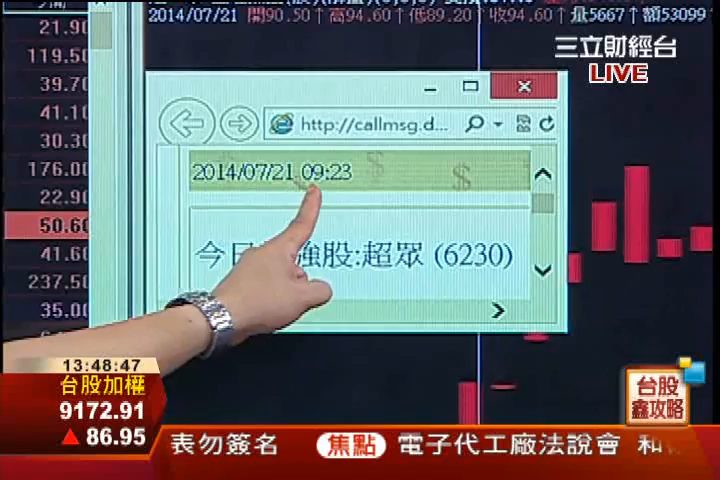 2014/07/21 開90.50↑高94.60↑低89.20↑收94.60↑量5667↑額53099
三立財經台
LIVE
21.90
119.50
39.70
41.10
30.30
176.00
22.90
50.60
41.60
237.50
35.00
http://callmsg.d...
2014/07/21 09:23
今日 強股:超眾 (6230)
13:48:47
台股加權
9172.91
▲86.95
台股
鑫攻略
表勿簽名 焦點 電子代工廠法說會 和